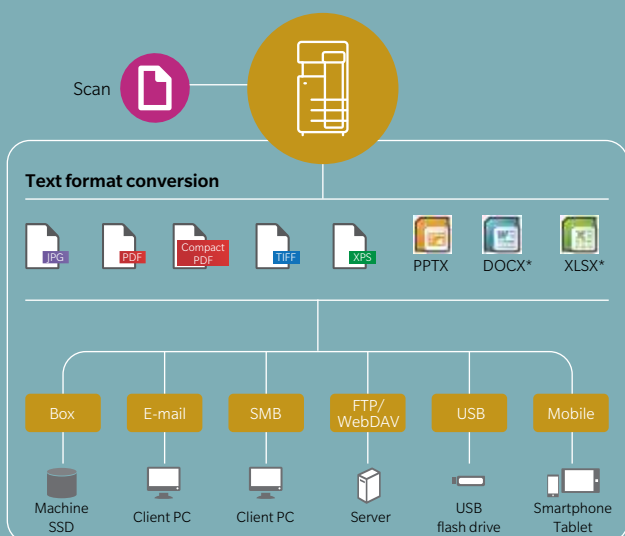 Scan
Text format conversion
JPG
PDF
Compact
PDF
TIFF
XPS
PPTX
DOCX*
XLSX*
Box
E-mail
SMB
FTP/
WebDAV
USB
Mobile
Machine
SSD
Client PC
Client PC
Server
USB
flash drive
Smartphone
Tablet